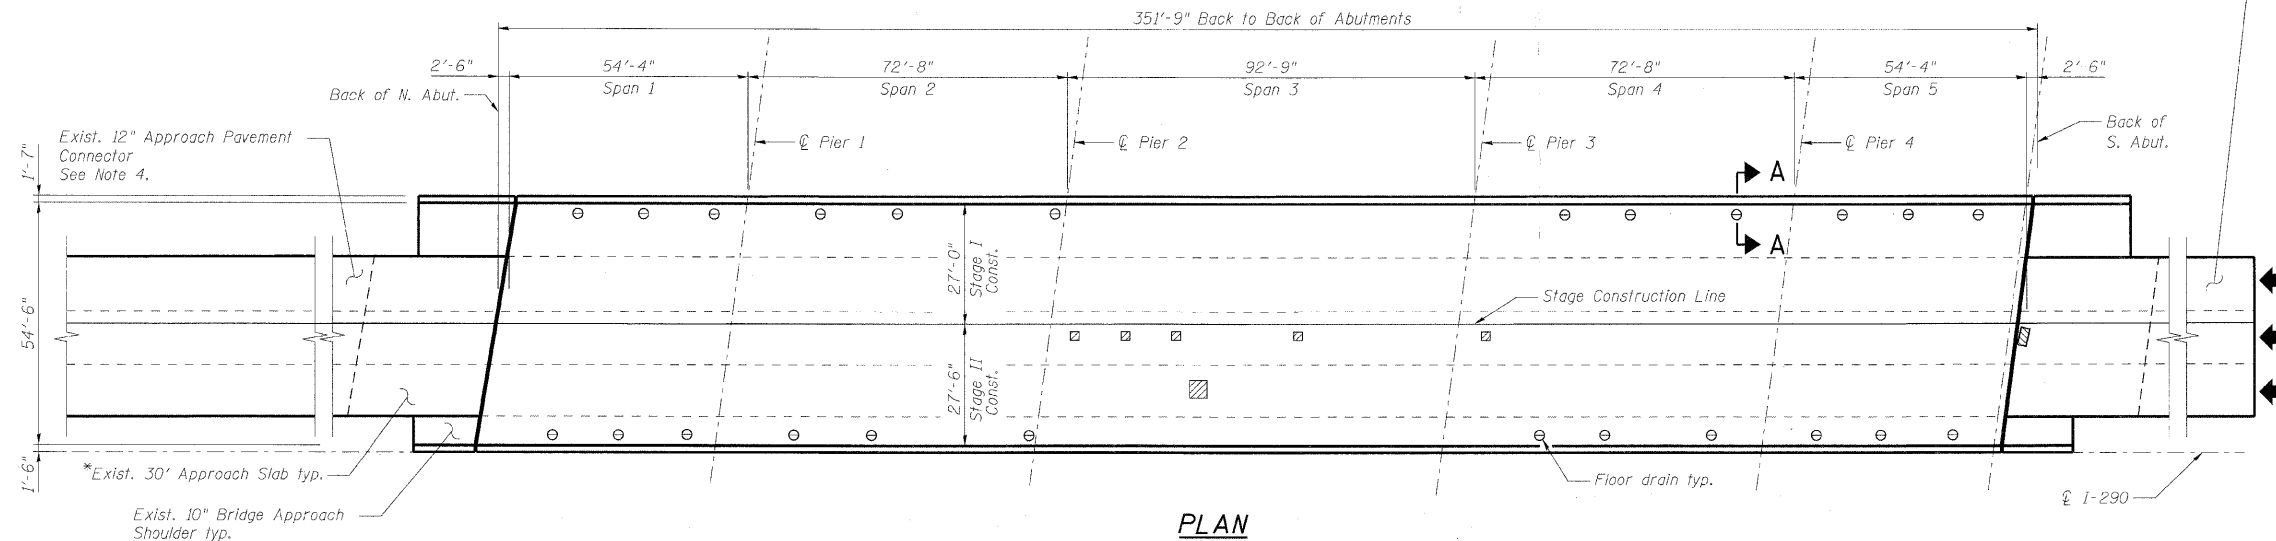 351'-9" Back to Back of Abutments
2'-6"
54'-4"
72'-8"
92'-9"
72'-8"
54'-4"
2'-6"
Span 1
Span 2
Span 3
Span 4
Span 5
Back of N. Abut.
Exist. 12" Approach Pavement
Connector
See Note 4.
℄ Pier 1
℄ Pier 2
℄ Pier 3
℄ Pier 4
Back of
S. Abut.
1'-7"
A
A
27'-0"
Stage I
Const.
Stage Construction Line
54'-6"
27'-6"
Stage II
Const.
1'-6"
*Exist. 30' Approach Slab typ.
Floor drain typ.
℄ I-290
Exist. 10" Bridge Approach
Shoulder typ.
PLAN